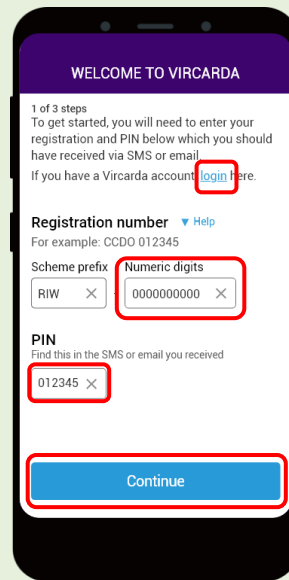 WELCOME TO VIRCARDA
1 of 3 steps
To get started, you will need to enter your
registration and PIN below which you should
have received via SMS or email.
If you have a Vircarda account login here.
Registration number ▼ Help
For example: CCDO 012345
Scheme prefix Numeric digits
RIW × - 0000000000 ×
PIN
Find this in the SMS or email you received
012345 ×
Continue